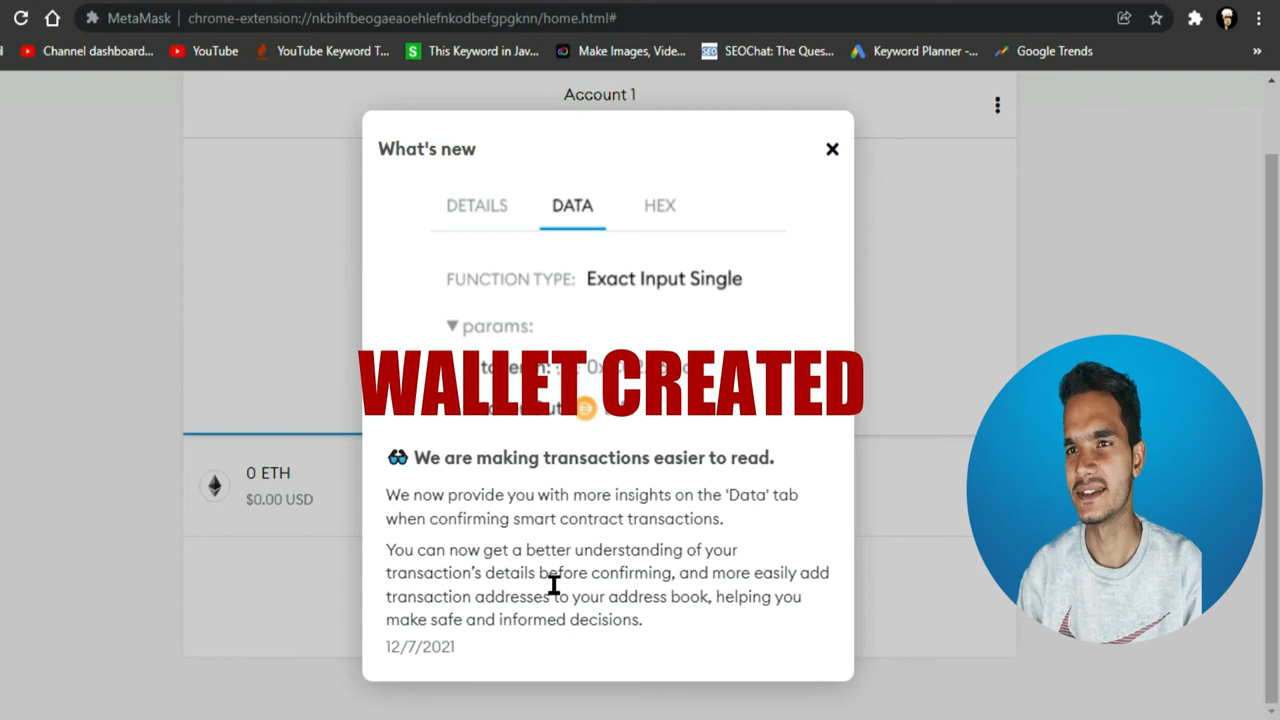 MetaMask | chrome-extension://nkbihfbeogaeaoehlefnkodbefgpgknn/home.html#
Channel dashboard... YouTube YouTube Keyword T... This Keyword in Jav... Make Images, Vide... SEOChat: The Ques... Keyword Planner -... Google Trends »
Account 1
What's new
DETAILS DATA HEX
FUNCTION TYPE: Exact Input Single
params:
WALLET CREATED
We are making transactions easier to read.
We now provide you with more insights on the 'Data' tab
when confirming smart contract transactions.
You can now get a better understanding of your
transaction's details before confirming, and more easily add
transaction addresses to your address book, helping you
make safe and informed decisions.
12/7/2021
0 ETH
$0.00 USD